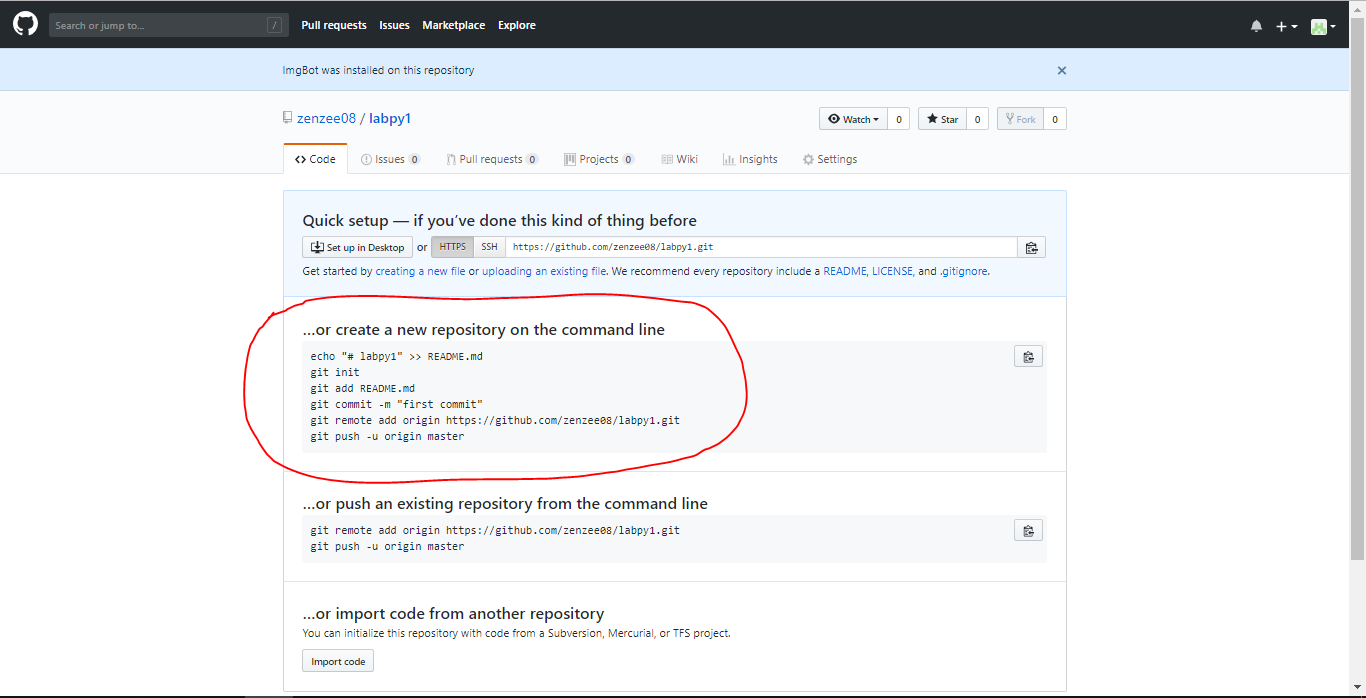 Search or jump to... /
Pull requests Issues Marketplace Explore
ImgBot was installed on this repository
zenzee08 / labpy1
Watch 0 Star 0 Fork 0
Code Issues 0 Pull requests 0 Projects 0 Wiki Insights Settings
Quick setup — if you’ve done this kind of thing before
Set up in Desktop or HTTPS SSH https://github.com/zenzee08/labpy1.git
Get started by creating a new file or uploading an existing file. We recommend every repository include a README, LICENSE, and .gitignore.
…or create a new repository on the command line
echo "# labpy1" >> README.md
git init
git add README.md
git commit -m "first commit"
git remote add origin https://github.com/zenzee08/labpy1.git
git push -u origin master
…or push an existing repository from the command line
git remote add origin https://github.com/zenzee08/labpy1.git
git push -u origin master
…or import code from another repository
You can initialize this repository with code from a Subversion, Mercurial, or TFS project.
Import code